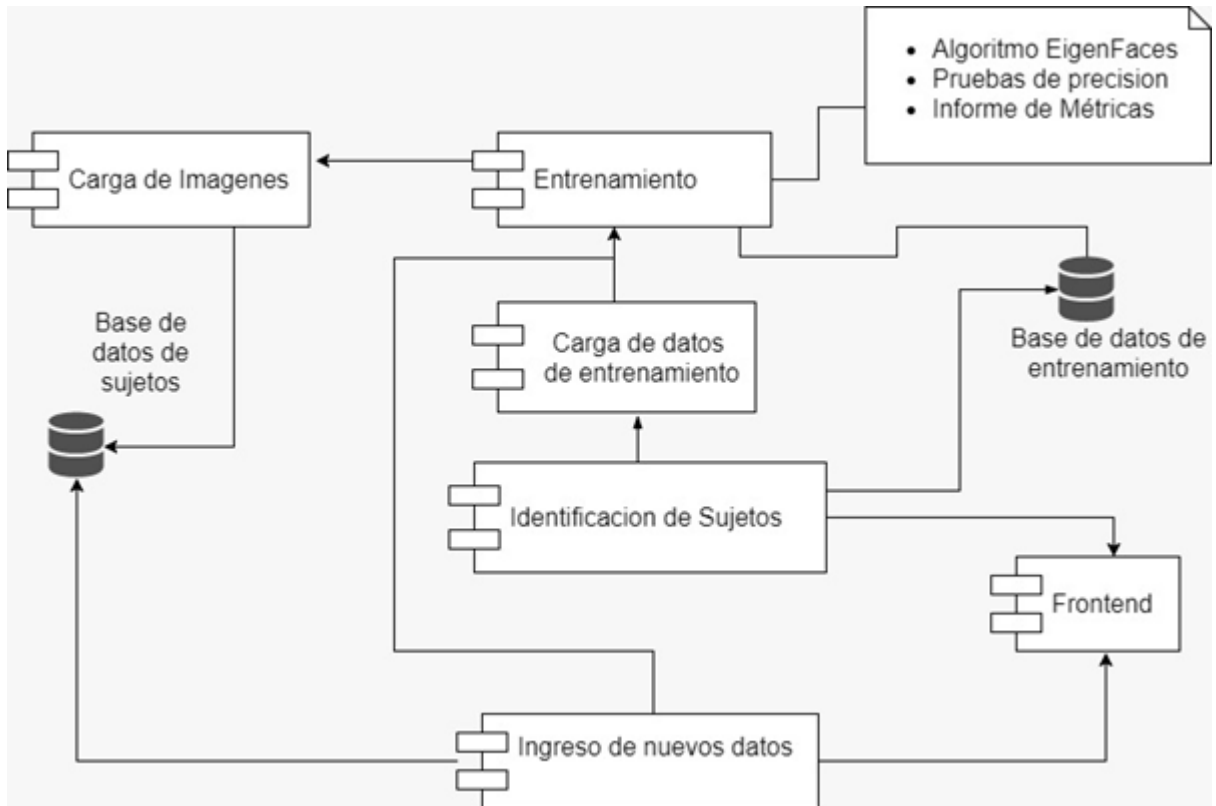 • Algoritmo EigenFaces
• Pruebas de precision
• Informe de Métricas
Carga de Imagenes
Entrenamiento
Base de
datos de
sujetos
Carga de datos
de entrenamiento
Base de datos de
entrenamiento
Identificacion de Sujetos
Frontend
Ingreso de nuevos datos